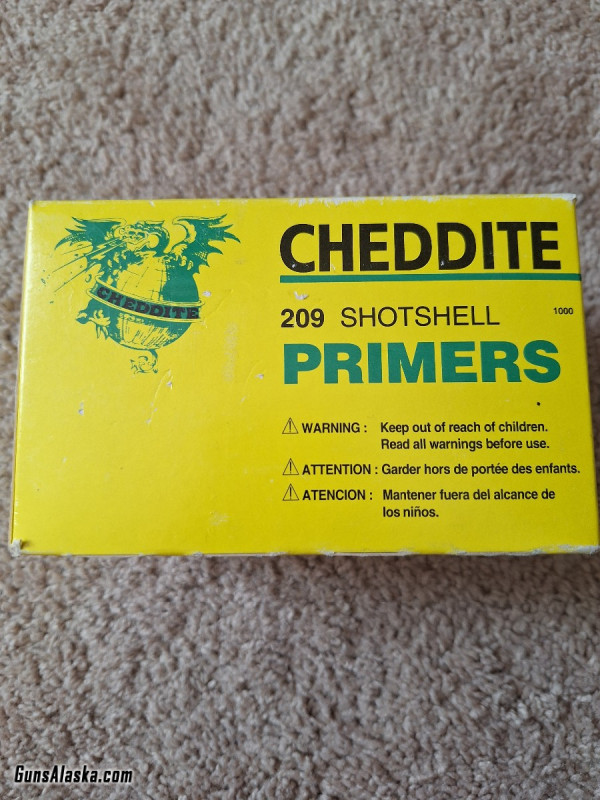 CHEDDITE
CHEDDITE
209 SHOTSHELL 1000
PRIMERS
WARNING : Keep out of reach of children.
Read all warnings before use.
ATTENTION : Garder hors de portée des enfants.
ATENCION : Mantener fuera del alcance de
los niños.
GunsAlaska.com